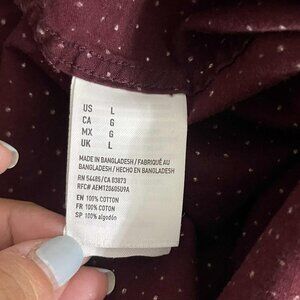 US L
CA G
MX G
UK L
MADE IN BANGLADESH / FABRIQUÉ AU
BANGLADESH / HECHO EN BANGLADESH
RN 54485/CA 03873
RFC# AEM120605U9A
EN 100% COTTON
FR 100% COTON
SP 100% algodón